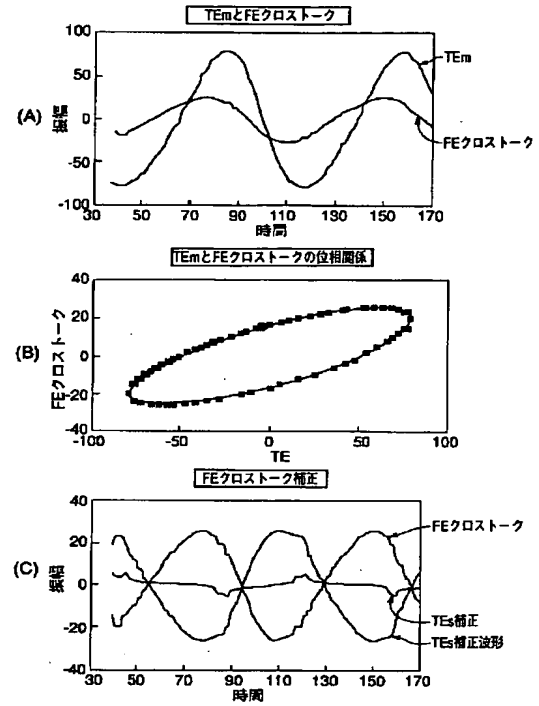 TEmとFEクロストーク
(A)
振幅
100
50
0
-50
-100
30 50 70 90 110 130 150 170
時間
TEm
FEクロストーク
TEmとFEクロストークの位相関係
(B)
FEクロストーク
40
20
0
-20
-40
-100 -50 0 50 100
TE
FEクロストーク補正
(C)
振幅
40
20
0
-20
-40
30 50 70 90 110 130 150 170
時間
FEクロストーク
TEs補正
TEs補正波形